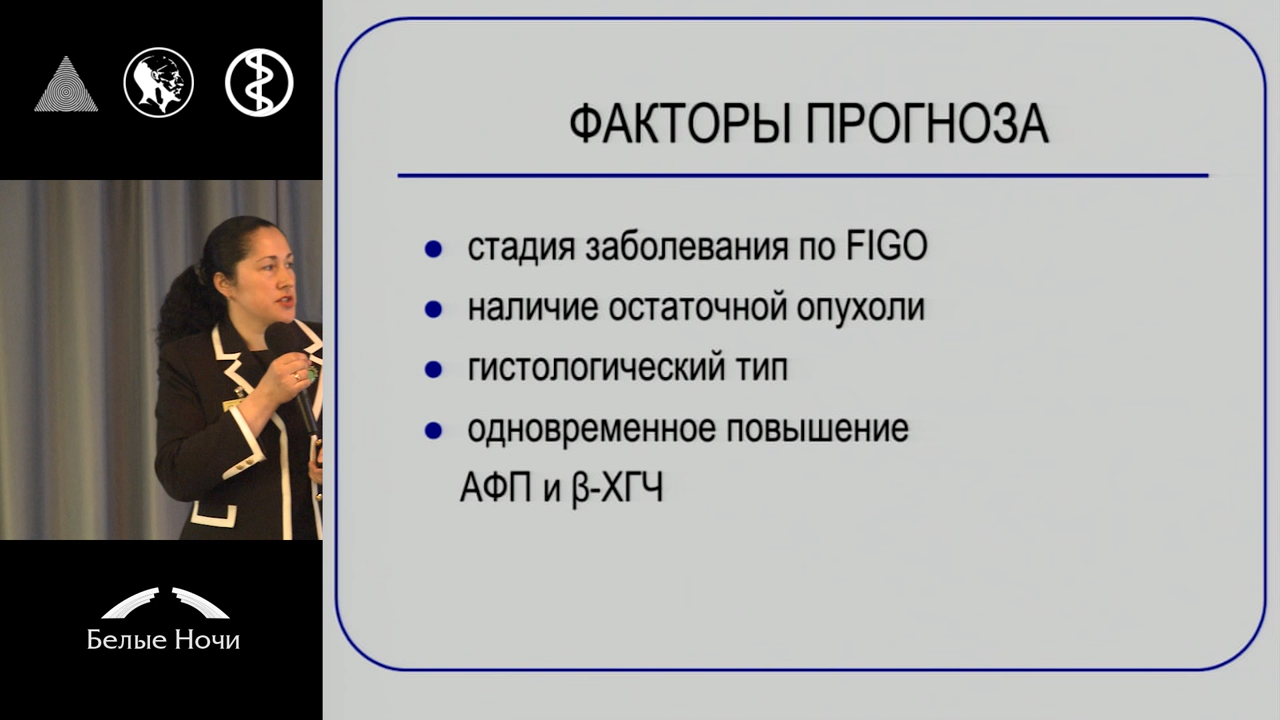 ФАКТОРЫ ПРОГНОЗА
стадия заболевания по FIGO
наличие остаточной опухоли
гистологический тип
одновременное повышение
АФП и β-ХГЧ
Белые Ночи